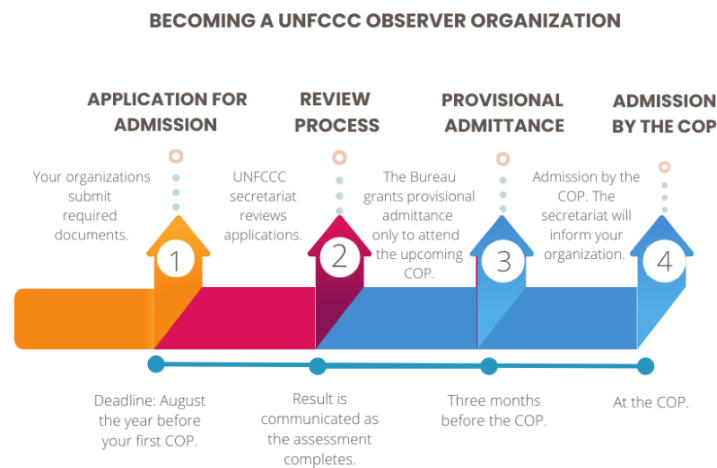 BECOMING A UNFCCC OBSERVER ORGANIZATION
APPLICATION FOR
ADMISSION
REVIEW
PROCESS
PROVISIONAL
ADMITTANCE
ADMISSION
BY THE COP
Your organizations
submit
required
documents.
UNFCCC
secretariat
reviews
applications.
The Bureau
grants provisional
admittance
only to attend
the upcoming
COP.
Admission by the
COP. The
secretariat will
inform your
organization.
1
2
3
4
Deadline: August
the year before
your first COP.
Result is
communicated as
the assessment
completes.
Three months
before the COP.
At the COP.